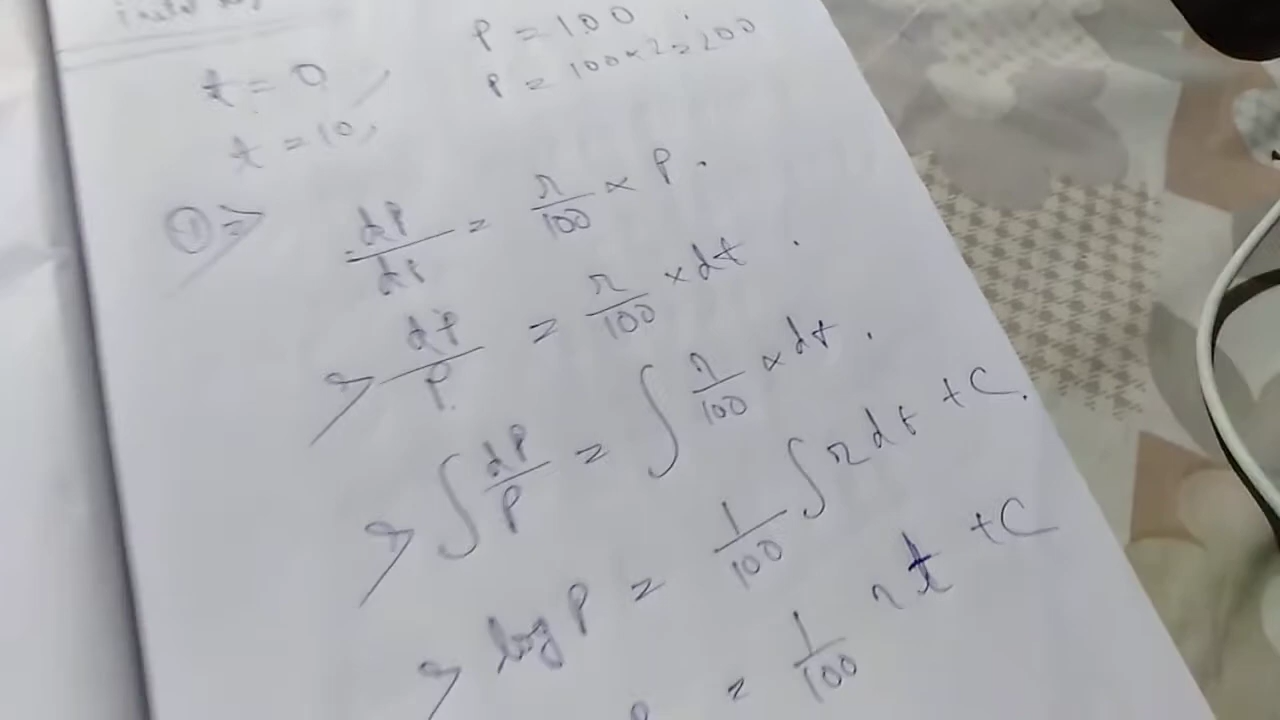 t = 0, P = 100
t = 10, P = 100 × 2 = 200
① ⇒ dP/dt = r/100 × P.
⇒ dP/P = r/100 × dt.
⇒ ∫ dP/P = ∫ r/100 × dt.
⇒ log P = 1/100 ∫ r dt + C.
⇒ = 1/100 r t + C